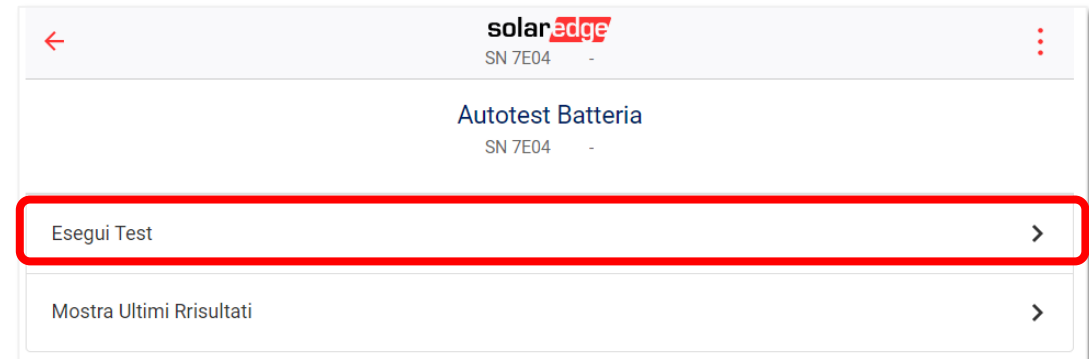 solaredge
SN 7E04 -
Autotest Batteria
SN 7E04 -
Esegui Test
Mostra Ultimi Rrisultati